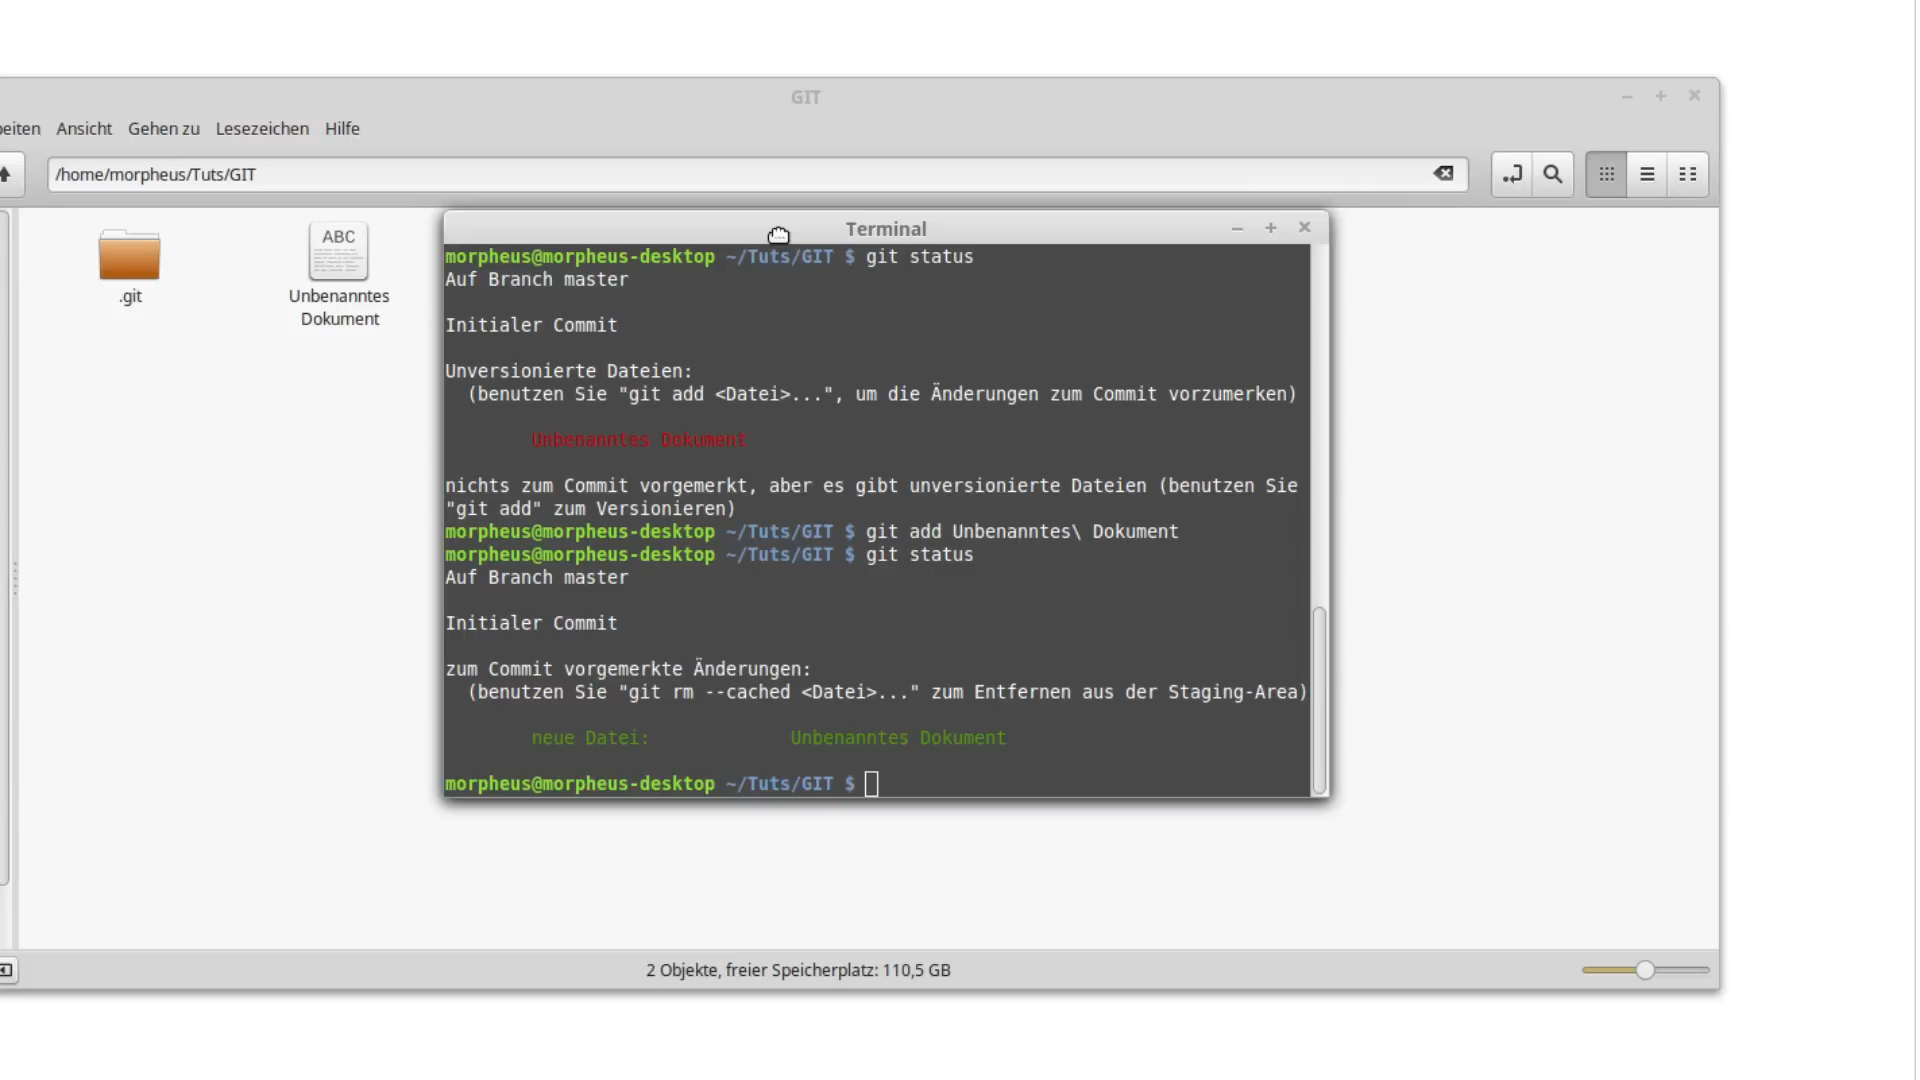 GIT
Ansicht Gehen zu Lesezeichen Hilfe
/home/morpheus/Tuts/GIT
.git
ABC
Unbenanntes
Dokument
Terminal
morpheus@morpheus-desktop ~/Tuts/GIT $ git status
Auf Branch master
Initialer Commit
Unversionierte Dateien:
(benutzen Sie "git add <Datei>...", um die Änderungen zum Commit vorzumerken)
Unbenanntes Dokument
nichts zum Commit vorgemerkt, aber es gibt unversionierte Dateien (benutzen Sie
"git add" zum Versionieren)
morpheus@morpheus-desktop ~/Tuts/GIT $ git add Unbenanntes\ Dokument
morpheus@morpheus-desktop ~/Tuts/GIT $ git status
Auf Branch master
Initialer Commit
zum Commit vorgemerkte Änderungen:
(benutzen Sie "git rm --cached <Datei>..." zum Entfernen aus der Staging-Area)
neue Datei: Unbenanntes Dokument
morpheus@morpheus-desktop ~/Tuts/GIT $
2 Objekte, freier Speicherplatz: 110,5 GB